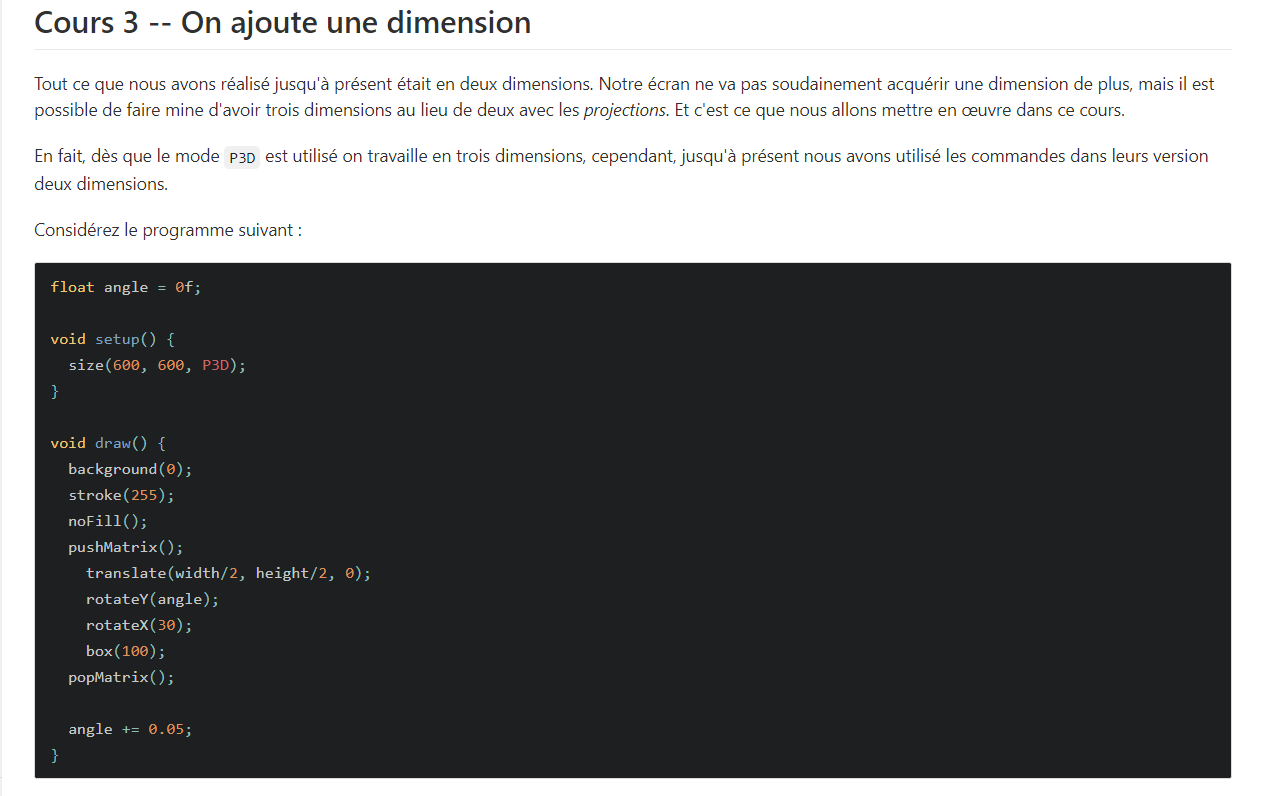 Cours 3 -- On ajoute une dimension
Tout ce que nous avons réalisé jusqu'à présent était en deux dimensions. Notre écran ne va pas soudainement acquérir une dimension de plus, mais il est
possible de faire mine d'avoir trois dimensions au lieu de deux avec les projections. Et c'est ce que nous allons mettre en œuvre dans ce cours.
En fait, dès que le mode P3D est utilisé on travaille en trois dimensions, cependant, jusqu'à présent nous avons utilisé les commandes dans leurs version
deux dimensions.
Considérez le programme suivant :
float angle = 0f;
void setup() {
  size(600, 600, P3D);
}
void draw() {
  background(0);
  stroke(255);
  noFill();
  pushMatrix();
    translate(width/2, height/2, 0);
    rotateY(angle);
    rotateX(30);
    box(100);
  popMatrix();
  angle += 0.05;
}